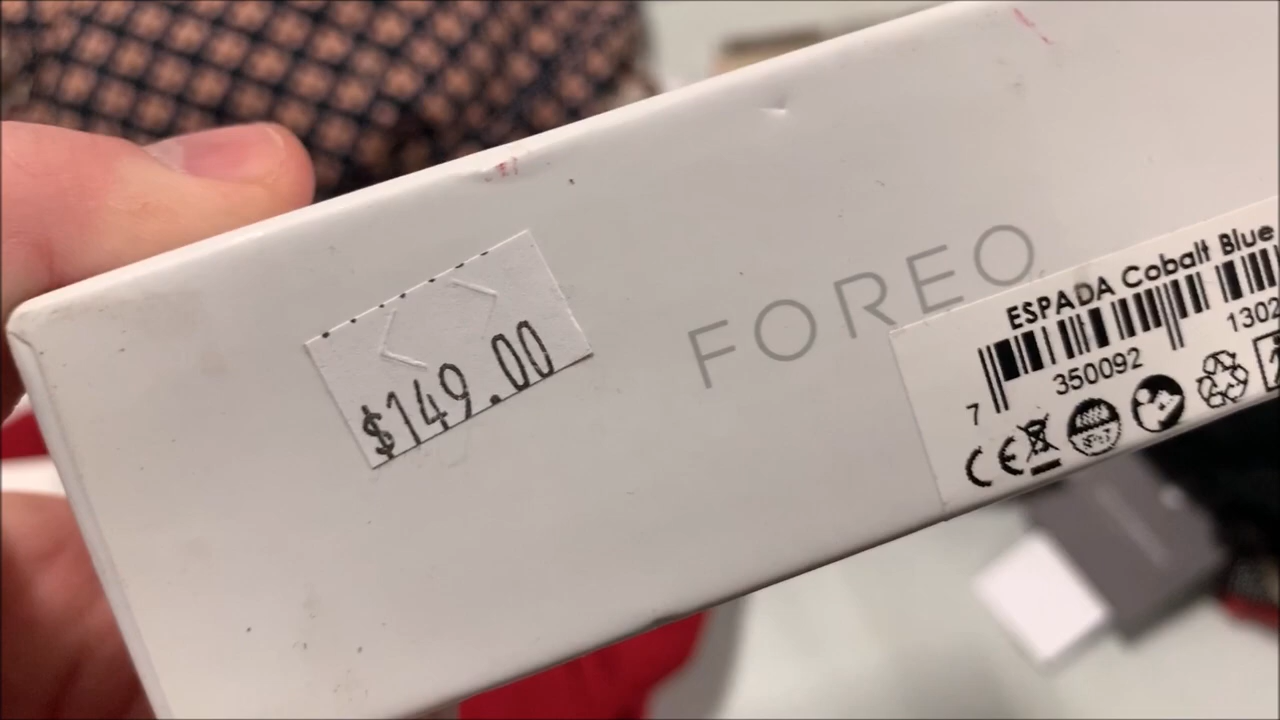 $149.00
FOREO
ESPADA Cobalt Blue
7 350092 1302
CE